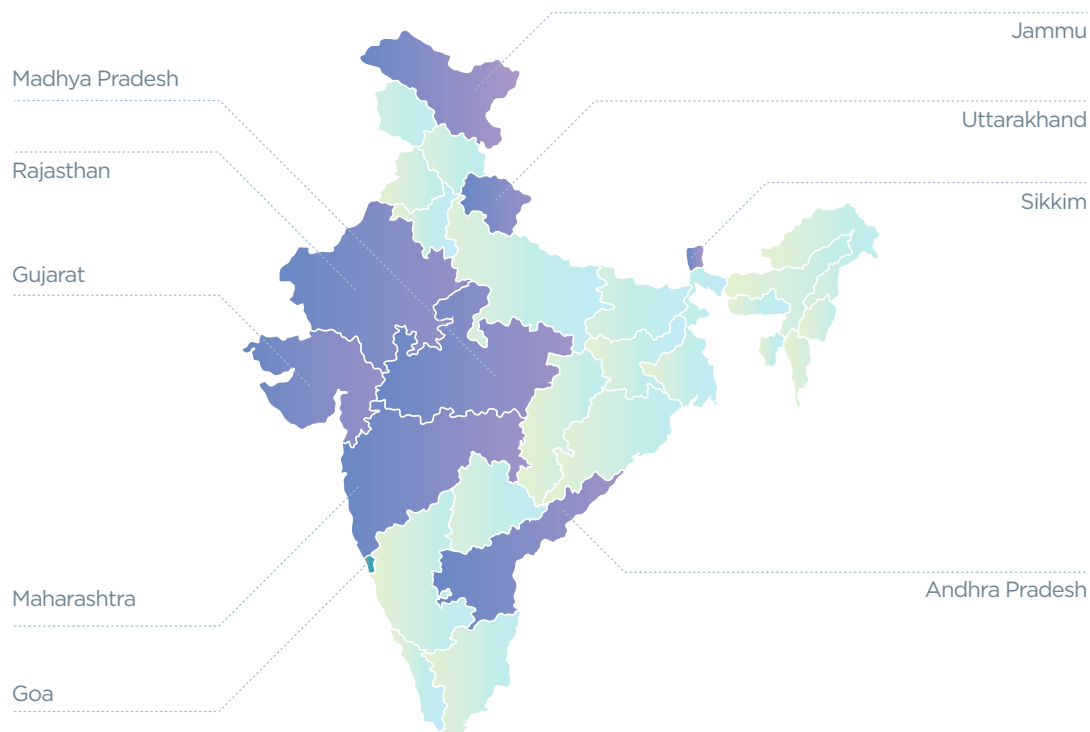 Jammu
Madhya Pradesh
Uttarakhand
Rajasthan
Sikkim
Gujarat
Andhra Pradesh
Maharashtra
Goa